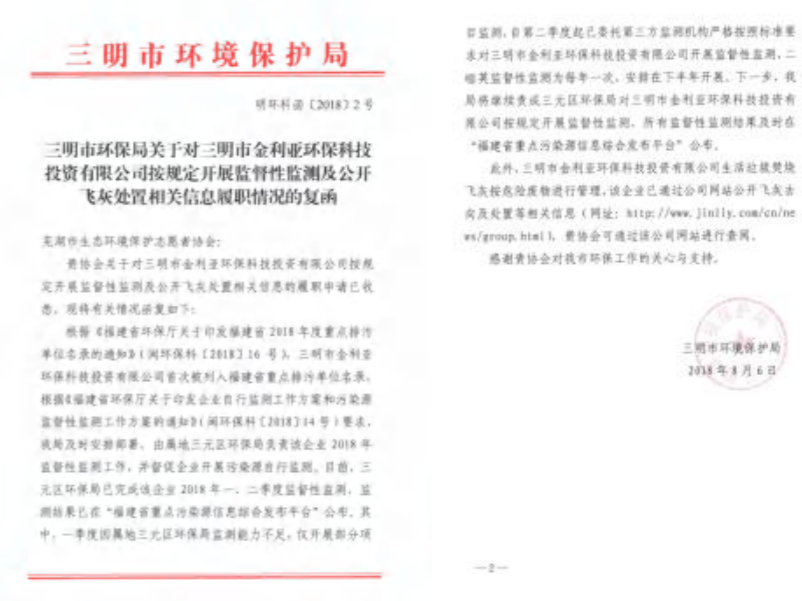 三明市环境保护局
明环科函〔2018〕2号
三明市环保局关于对三明市金利亚环保科技
投资有限公司按规定开展监督性监测及公开
飞灰处置相关信息履职情况的复函
芜湖市生态环境保护志愿者协会：
贵协会关于对三明市金利亚环保科技投资有限公司按规
定开展监督性监测及公开飞灰处置相关信息的履职申请已收
悉，现将有关情况函复如下：
根据《福建省环保厅关于印发福建省2018年度重点排污
单位名录的通知》（闽环保科〔2018〕16号），三明市金利亚
环保科技投资有限公司首次被列入福建省重点排污单位名录。
根据《福建省环保厅关于印发企业自行监测工作方案和污染源
监督性监测工作方案的通知》（闽环保科〔2018〕14号）要求，
我局及时安排部署，由属地三元区环保局负责该企业2018年
监督性监测工作，并督促企业开展污染源自行监测。目前，三
元区环保局已完成该企业2018年一、二季度监督性监测，监
测结果已在“福建省重点污染源信息综合发布平台”公布。其
中，一季度因属地三元区环保局监测能力不足，仅开展部分项
目监测，自第二季度起已委托第三方监测机构严格按照标准要
求对三明市金利亚环保科技投资有限公司开展监督性监测，二
噁英监督性监测为每年一次，安排在下半年开展。下一步，我
局将继续责成三元区环保局对三明市金利亚环保科技投资有
限公司按规定开展监督性监测，所有监督性监测结果及时在
“福建省重点污染源信息综合发布平台”公布。
此外，三明市金利亚环保科技有限公司生活垃圾焚烧
飞灰按危险废物进行管理，该企业已通过公司网站公开飞灰去
向及处置等相关信息（网址：http://www.jinliy.com/cn/ne
ws/group.html），贵协会可通过该公司网站进行查阅。
感谢贵协会对我市环保工作的关心与支持。
三明市环境保护局
2018年8月6日
—2—